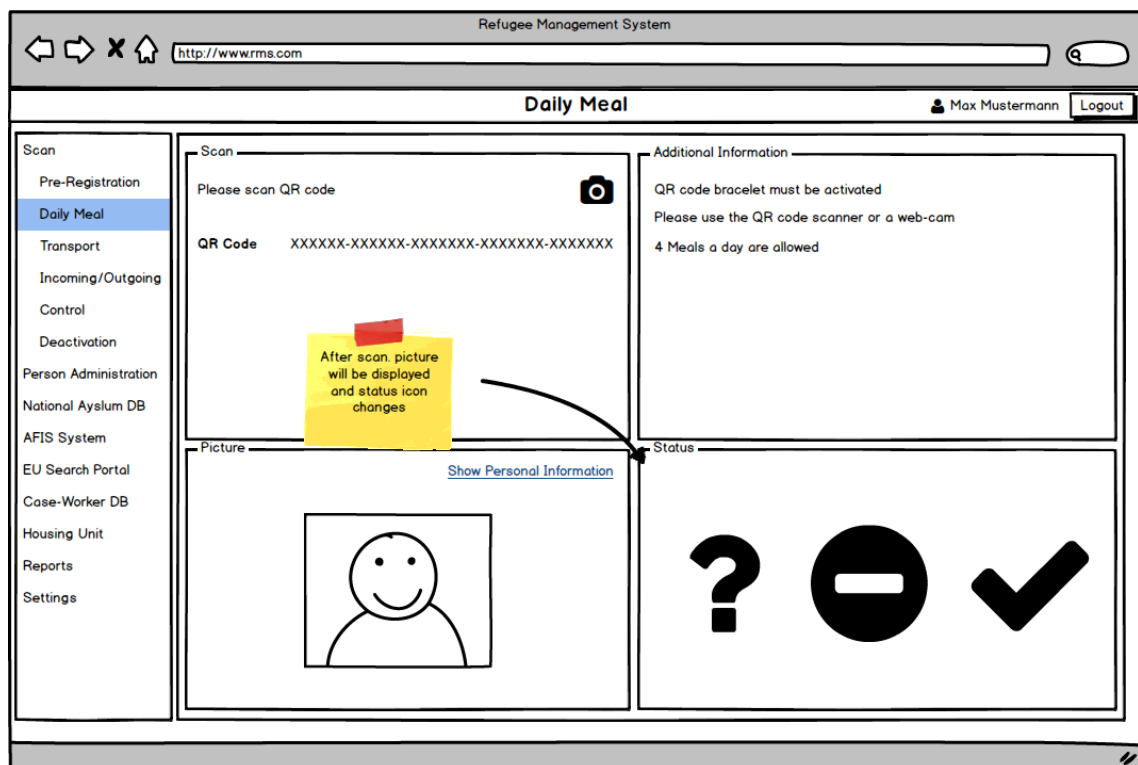 Refugee Management System
http://www.rms.com
Daily Meal
Max Mustermann
Logout
Scan
Pre-Registration
Daily Meal
Transport
Incoming/Outgoing
Control
Deactivation
Person Administration
National Ayslum DB
AFIS System
EU Search Portal
Case-Worker DB
Housing Unit
Reports
Settings
Scan
Please scan QR code
QR Code XXXXXX-XXXXXX-XXXXXXX-XXXXXXX-XXXXXXX
After scan. picture
will be displayed
and status icon
changes
Additional Information
QR code bracelet must be activated
Please use the QR code scanner or a web-cam
4 Meals a day are allowed
Picture
Show Personal Information
Status